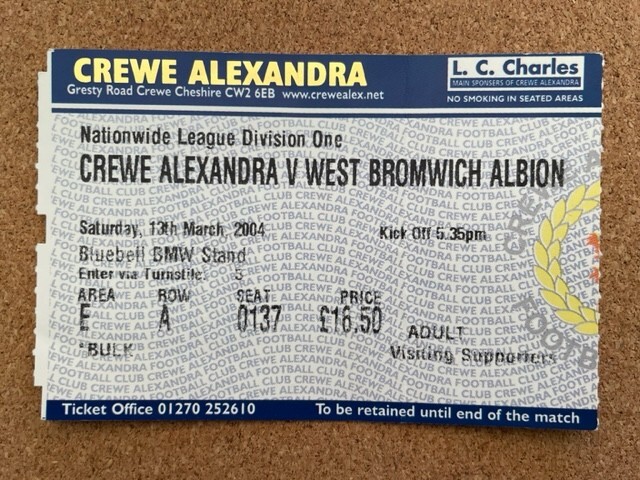 CREWE ALEXANDRA
Gresty Road Crewe Cheshire CW2 6EB www.crewealex.net
L. C. Charles
MAIN SPONSERS OF CREWE ALEXANDRA
NO SMOKING IN SEATED AREAS
Nationwide League Division One
CREWE ALEXANDRA V WEST BROMWICH ALBION
Saturday, 13th March, 2004 Kick Off 5.35pm
Bluebell BMW Stand
Enter via Turnstile: 5
AREA ROW SEAT PRICE
E A 0137 £16.50
ADULT
*BULK Visiting Supporters
Ticket Office 01270 252610 To be retained until end of the match